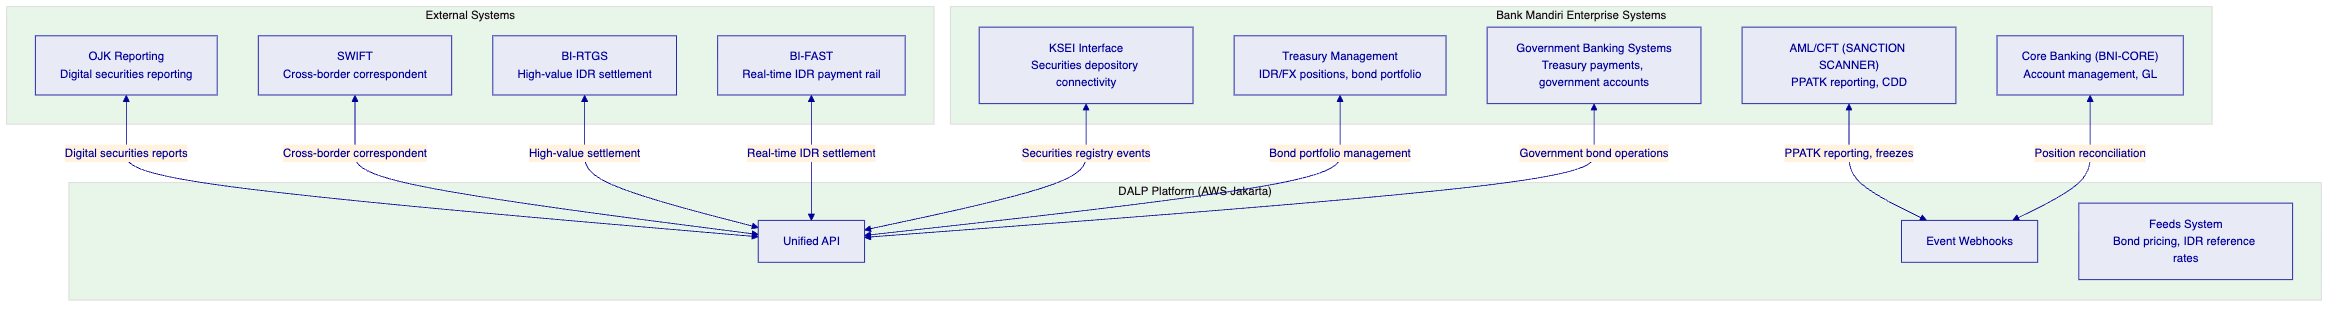 External Systems
OJK Reporting
Digital securities reporting
SWIFT
Cross-border correspondent
BI-RTGS
High-value IDR settlement
BI-FAST
Real-time IDR payment rail
Bank Mandiri Enterprise Systems
KSEI Interface
Securities depository
connectivity
Treasury Management
IDR/FX positions, bond portfolio
Government Banking Systems
Treasury payments,
government accounts
AML/CFT (SANCTION
SCANNER)
PPATK reporting, CDD
Core Banking (BNI-CORE)
Account management, GL
Digital securities reports
Cross-border correspondent
High-value settlement
Real-time IDR settlement
Securities registry events
Bond portfolio management
Government bond operations
PPATK reporting, freezes
Position reconciliation
DALP Platform (AWS Jakarta)
Unified API
Event Webhooks
Feeds System
Bond pricing, IDR reference
rates